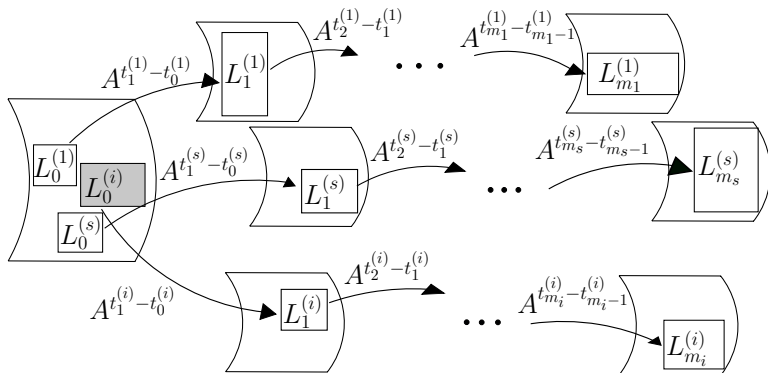 A^{t_1^{(1)}-t_0^{(1)}} L_1^{(1)} A^{t_2^{(1)}-t_1^{(1)}} ••• A^{t_{m_1}^{(1)}-t_{m_1-1}^{(1)}} L_{m_1}^{(1)}
L_0^{(1)} L_0^{(i)} L_0^{(s)}
A^{t_1^{(s)}-t_0^{(s)}} L_1^{(s)} A^{t_2^{(s)}-t_1^{(s)}} ••• A^{t_{m_s}^{(s)}-t_{m_s-1}^{(s)}} L_{m_s}^{(s)}
A^{t_1^{(i)}-t_0^{(i)}} L_1^{(i)} A^{t_2^{(i)}-t_1^{(i)}} ••• A^{t_{m_i}^{(i)}-t_{m_i-1}^{(i)}} L_{m_i}^{(i)}